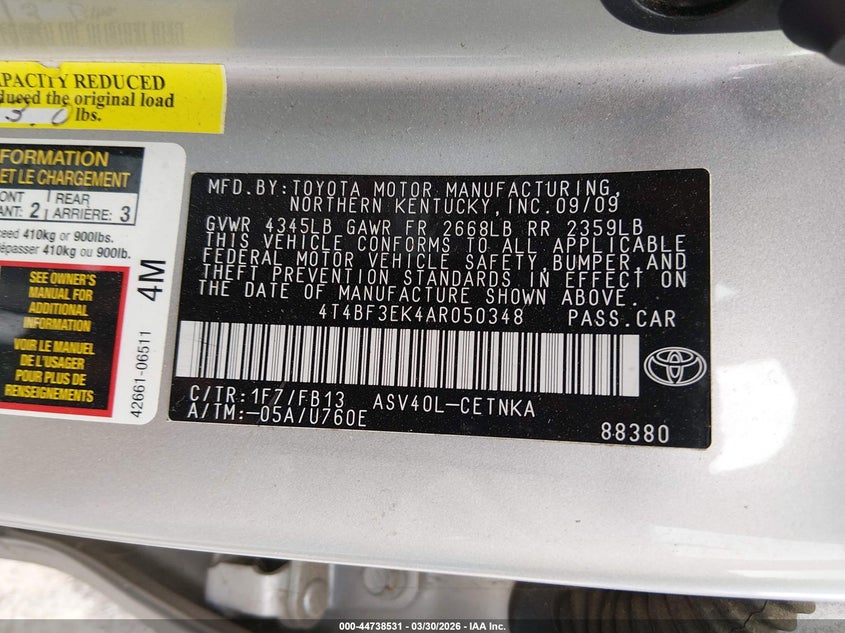 APACITY REDUCED
duced the original load
3.0 lbs.
FORMATION
ET LE CHARGEMENT
ONT
ANT: 2
REAR
ARRIÈRE: 3
ceed 410kg or 900lbs.
dépasser 410kg ou 900lb.
SEE OWNER'S
MANUAL FOR
ADDITIONAL
INFORMATION
VOIR LE MANUEL
DE L'USAGER
POUR PLUS DE
RENSEIGNEMENTS
4M
42661-06511
MFD.BY:TOYOTA MOTOR MANUFACTURING,
NORTHERN KENTUCKY,INC.09/09
GVWR 4345LB GAWR FR 2668LB RR 2359LB
THIS VEHICLE CONFORMS TO ALL APPLICABLE
FEDERAL MOTOR VEHICLE SAFETY,BUMPER,AND
THEFT PREVENTION STANDARDS IN EFFECT ON
THE DATE OF MANUFACTURE SHOWN ABOVE.
4T4BF3EK4AR050348 PASS.CAR
C/TR:1F7/FB13 ASV40L-CETNKA
A/TM:-05A/U760E
88380
000-44738531 - 03/30/2026 - IAA Inc.